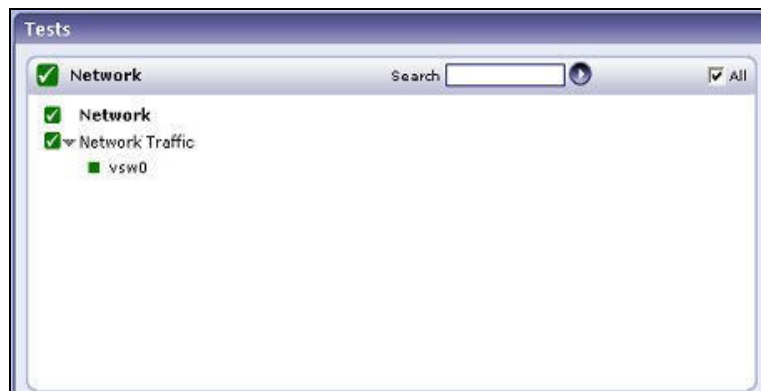 Tests
Network Search All
Network
Network Traffic
vsw0